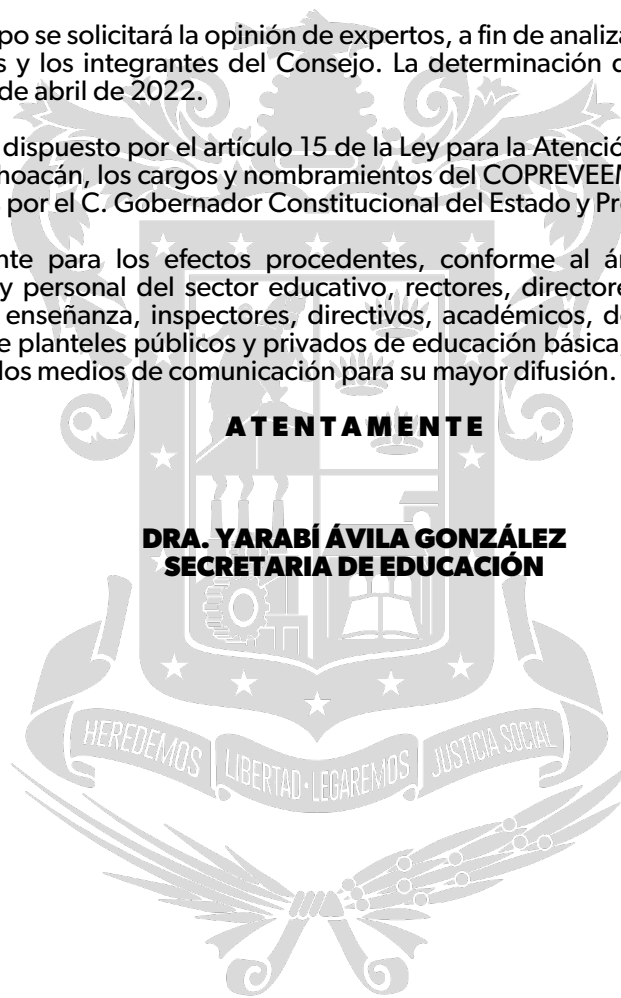 po se solicitará la opinión de expertos, a fin de analiza
s y los integrantes del Consejo. La determinación d
de abril de 2022.
dispuesto por el artículo 15 de la Ley para la Atenció
hoacán, los cargos y nombramientos del COPREVEEM
por el C. Gobernador Constitucional del Estado y Pr
nte para los efectos procedentes, conforme al ár
y personal del sector educativo, rectores, directore
enseñanza, inspectores, directivos, académicos, do
e planteles públicos y privados de educación básica,
los medios de comunicación para su mayor difusión.
ATENTAMENTE
DRA. YARABÍ ÁVILA GONZÁLEZ
SECRETARIA DE EDUCACIÓN
HEREDEMOS LIBERTAD·LEGAREMOS JUSTICIA SOCIAL